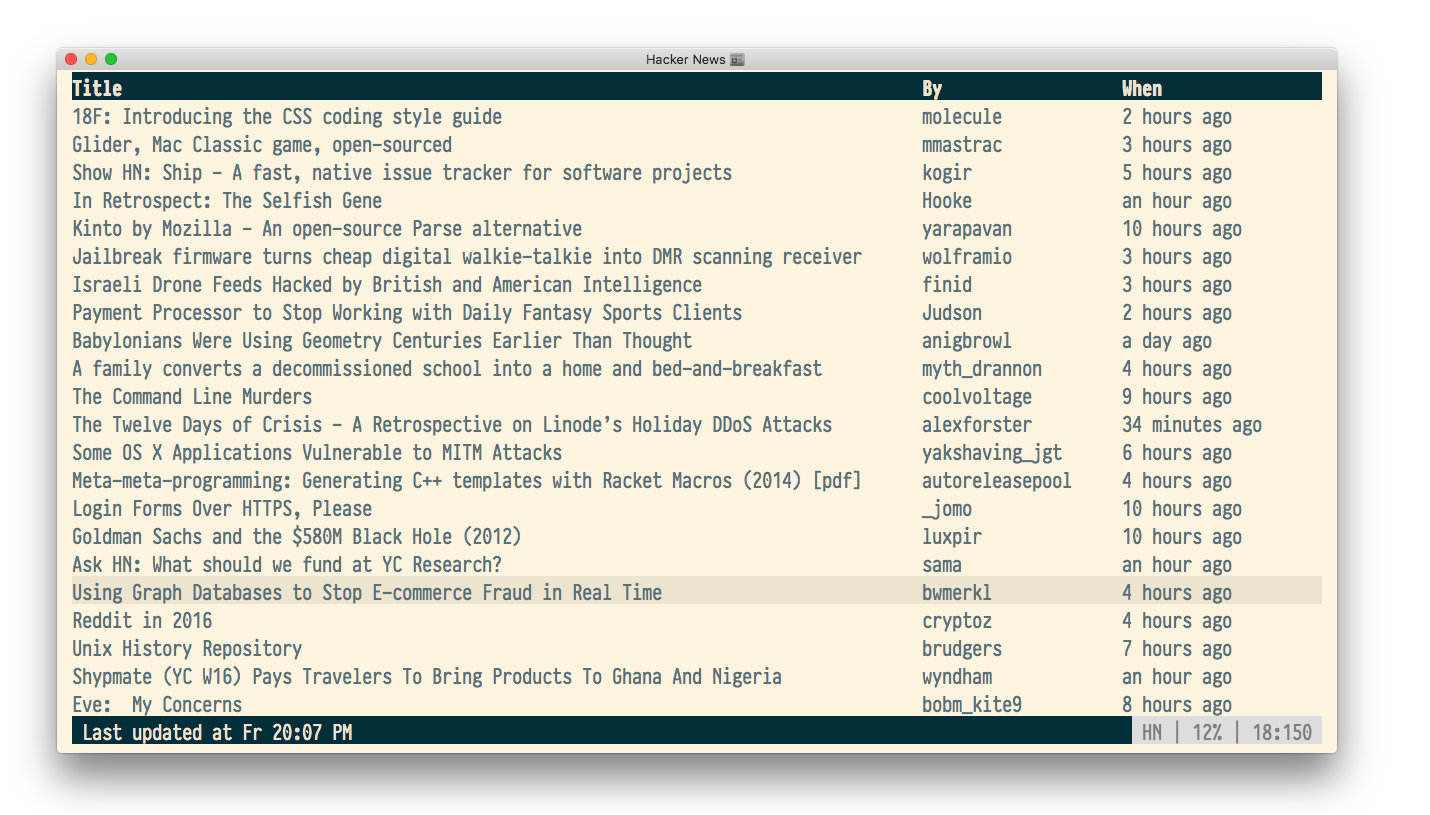 Hacker News
Title By When
18F: Introducing the CSS coding style guide molecule 2 hours ago
Glider, Mac Classic game, open-sourced mmastrac 3 hours ago
Show HN: Ship – A fast, native issue tracker for software projects kogir 5 hours ago
In Retrospect: The Selfish Gene Hooke an hour ago
Kinto by Mozilla – An open-source Parse alternative yarapavan 10 hours ago
Jailbreak firmware turns cheap digital walkie-talkie into DMR scanning receiver wolframio 3 hours ago
Israeli Drone Feeds Hacked by British and American Intelligence finid 3 hours ago
Payment Processor to Stop Working with Daily Fantasy Sports Clients Judson 2 hours ago
Babylonians Were Using Geometry Centuries Earlier Than Thought anigbrowl a day ago
A family converts a decommissioned school into a home and bed-and-breakfast myth_drannon 4 hours ago
The Command Line Murders coolvoltage 9 hours ago
The Twelve Days of Crisis – A Retrospective on Linode’s Holiday DDoS Attacks alexforster 34 minutes ago
Some OS X Applications Vulnerable to MITM Attacks yakshaving_jgt 6 hours ago
Meta-meta-programming: Generating C++ templates with Racket Macros (2014) [pdf] autoreleasepool 4 hours ago
Login Forms Over HTTPS, Please _jomo 10 hours ago
Goldman Sachs and the $580M Black Hole (2012) luxpir 10 hours ago
Ask HN: What should we fund at YC Research? sama an hour ago
Using Graph Databases to Stop E-commerce Fraud in Real Time bwmerkl 4 hours ago
Reddit in 2016 cryptoz 4 hours ago
Unix History Repository brudgers 7 hours ago
Shypmate (YC W16) Pays Travelers To Bring Products To Ghana And Nigeria wyndham an hour ago
Eve:  My Concerns bobm_kite9 8 hours ago
Last updated at Fr 20:07 PM HN | 12% | 18:150